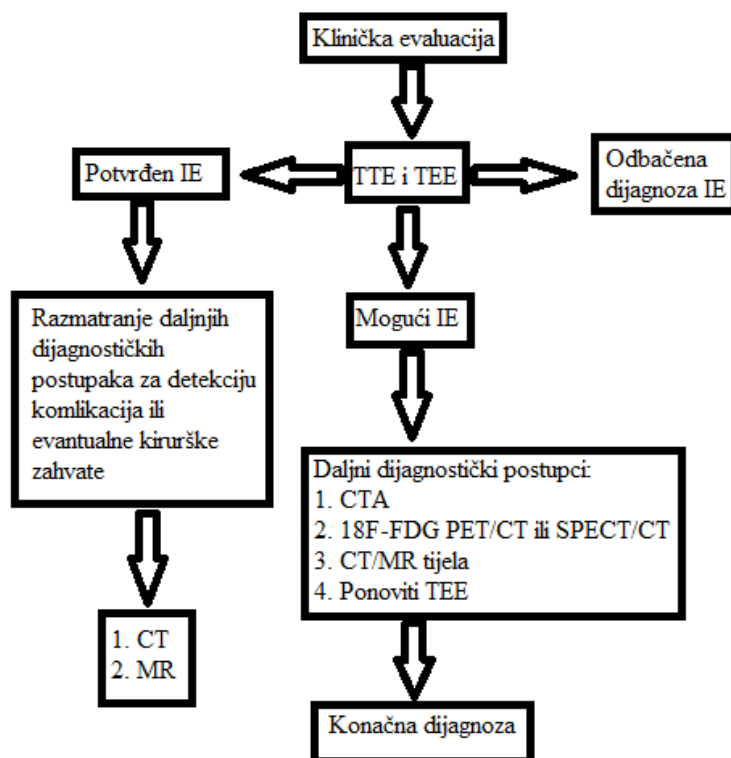 Klinička evaluacija
Potvrđen IE
TTE i TEE
Odbačena
dijagnoza IE
Razmatranje daljnjih
dijagnostičkih
postupaka za detekciju
komlikacija ili
evantualne kirurške
zahvate
Mogući IE
Daljni dijagnostički postupci:
1. CTA
2. 18F-FDG PET/CT ili SPECT/CT
3. CT/MR tijela
4. Ponoviti TEE
1. CT
2. MR
Konačna dijagnoza